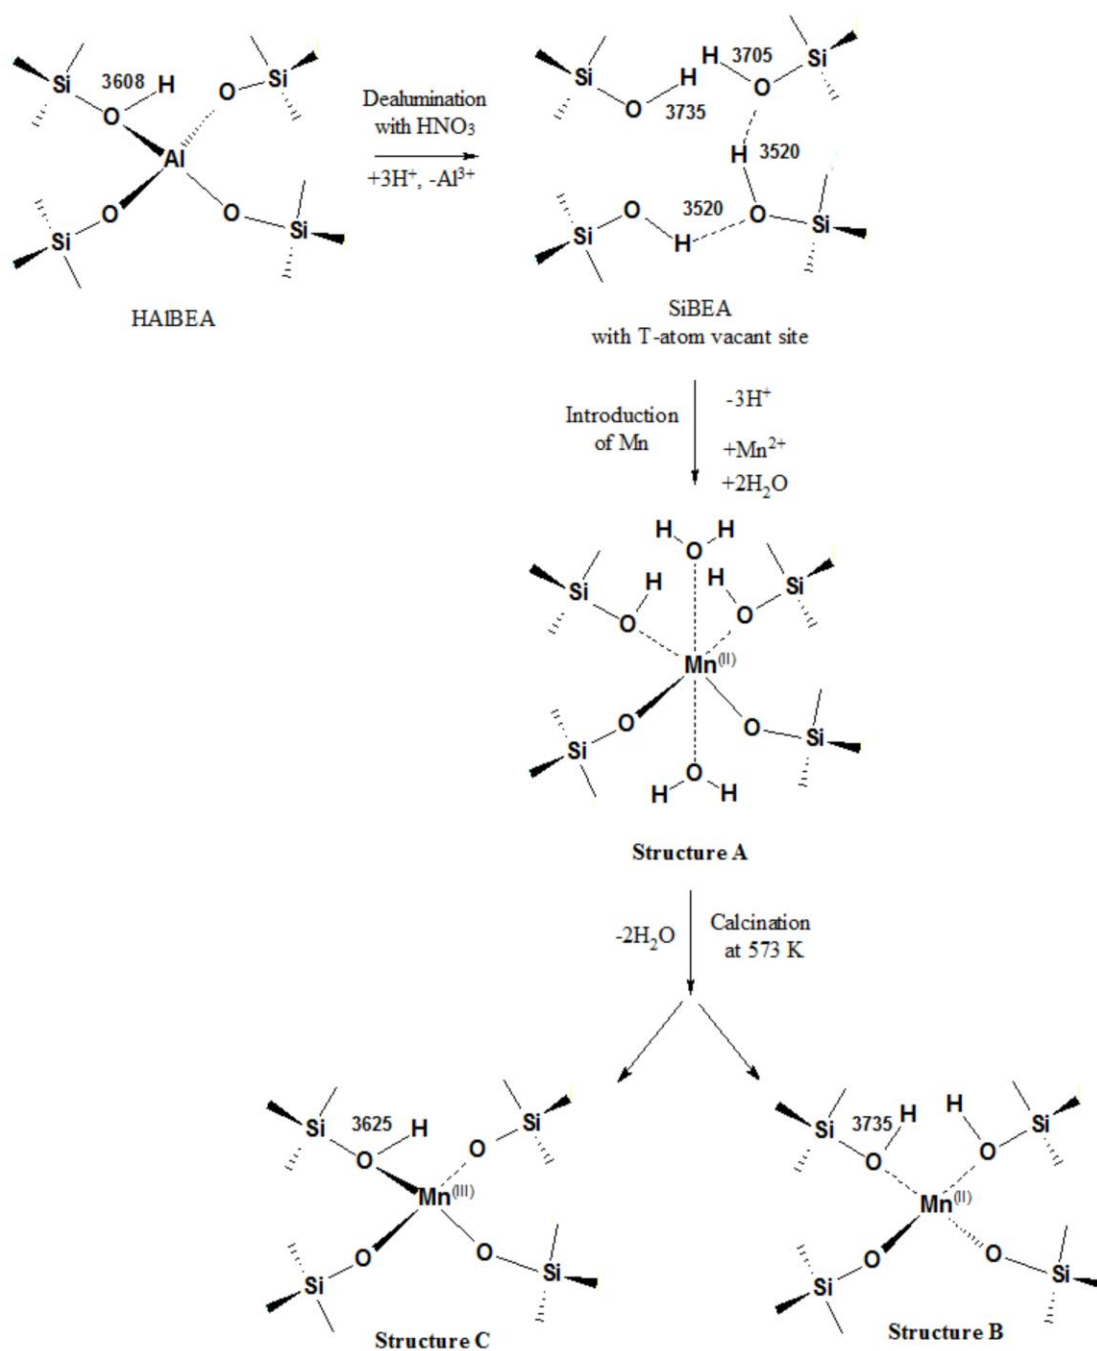 3608
H
Si
O
O
Si
Al
O
O
Si
Si
HAlBEA
Dealumination
with HNO₃
+3H⁺, -Al³⁺
H
3705
H
Si
Si
O
O
3735
H
3520
O
3520
O
Si
H
Si
SiBEA
with T-atom vacant site
Introduction
of Mn
-3H⁺
+Mn²⁺
+2H₂O
H
H
O
Si
H
H
Si
O
O
Mn(II)
O
O
Si
Si
O
H
H
Structure A
-2H₂O
Calcination
at 573 K
3625
H
Si
Si
O
O
Mn(III)
O
O
Si
Si
Structure C
3735
H
H
Si
Si
O
O
Mn(II)
O
O
Si
Si
Structure B